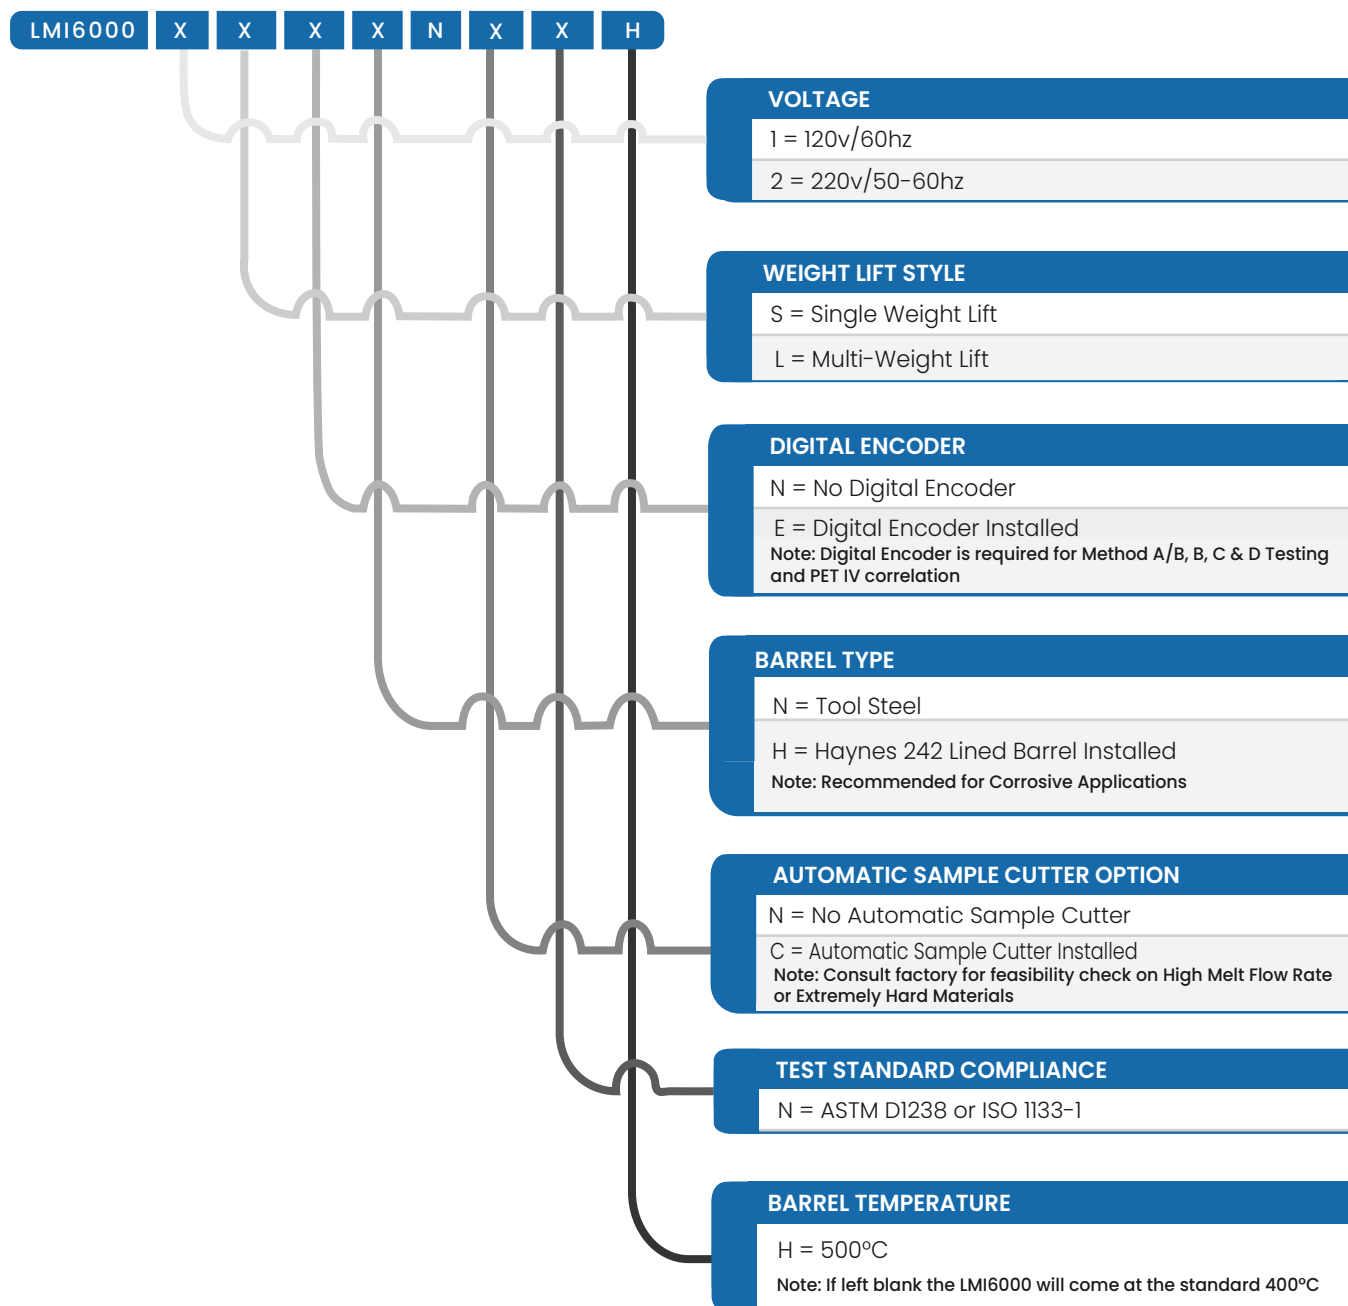 LMI6000 X X X X N X X H
VOLTAGE
1 = 120v/60hz
2 = 220v/50-60hz
WEIGHT LIFT STYLE
S = Single Weight Lift
L = Multi-Weight Lift
DIGITAL ENCODER
N = No Digital Encoder
E = Digital Encoder Installed
Note: Digital Encoder is required for Method A/B, B, C & D Testing
and PET IV correlation
BARREL TYPE
N = Tool Steel
H = Haynes 242 Lined Barrel Installed
Note: Recommended for Corrosive Applications
AUTOMATIC SAMPLE CUTTER OPTION
N = No Automatic Sample Cutter
C = Automatic Sample Cutter Installed
Note: Consult factory for feasibility check on High Melt Flow Rate
or Extremely Hard Materials
TEST STANDARD COMPLIANCE
N = ASTM D1238 or ISO 1133-1
BARREL TEMPERATURE
H = 500ºC
Note: If left blank the LMI6000 will come at the standard 400ºC